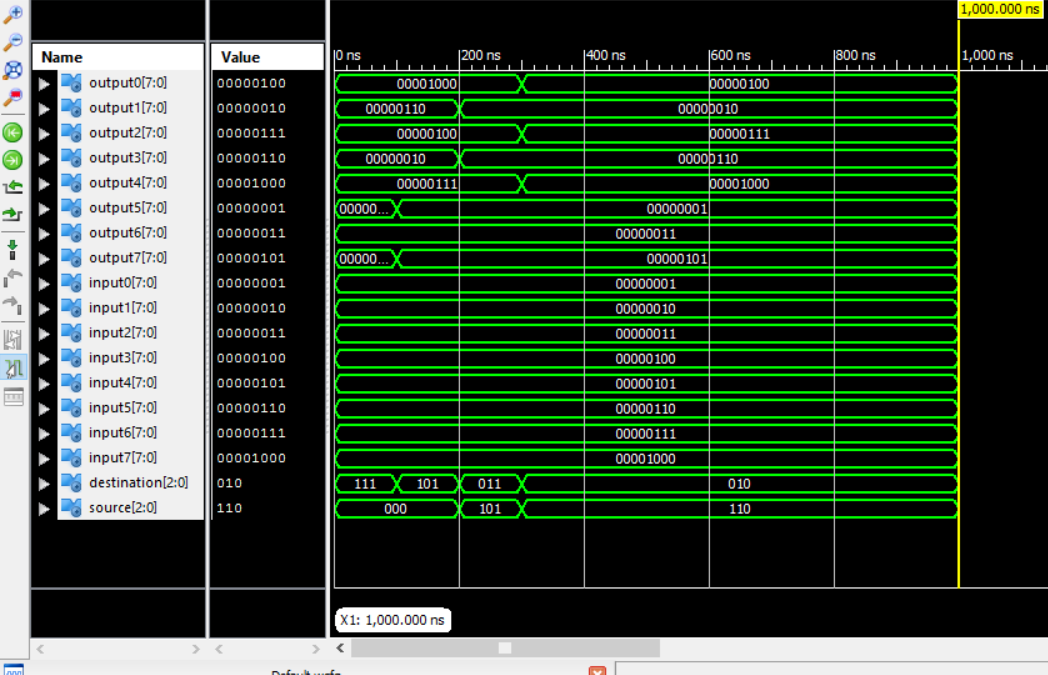 1,000.000 ns
Name Value 0 ns 200 ns 400 ns 600 ns 800 ns 1,000 ns
output0[7:0] 00000100 00001000 00000100
output1[7:0] 00000010 00000110 00000010
output2[7:0] 00000111 00000100 00000111
output3[7:0] 00000110 00000010 00000110
output4[7:0] 00001000 00000111 00001000
output5[7:0] 00000001 00000... 00000001
output6[7:0] 00000011 00000011
output7[7:0] 00000101 00000... 00000101
input0[7:0] 00000001 00000001
input1[7:0] 00000010 00000010
input2[7:0] 00000011 00000011
input3[7:0] 00000100 00000100
input4[7:0] 00000101 00000101
input5[7:0] 00000110 00000110
input6[7:0] 00000111 00000111
input7[7:0] 00001000 00001000
destination[2:0] 010 111 101 011 010
source[2:0] 110 000 101 110
X1: 1,000.000 ns